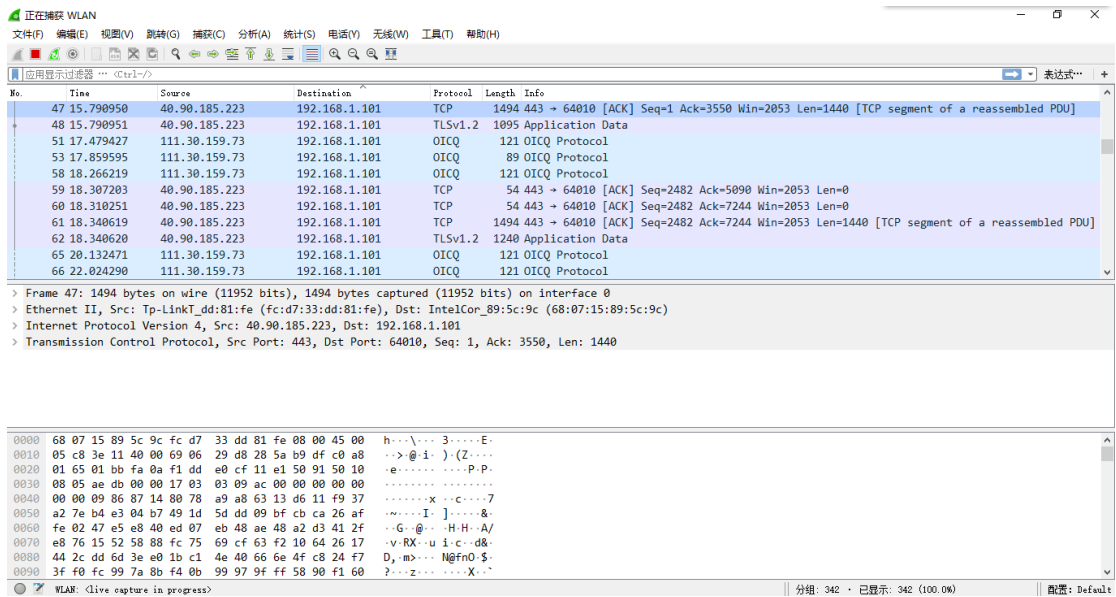 正在捕获 WLAN
文件(F) 编辑(E) 视图(V) 跳转(G) 捕获(C) 分析(A) 统计(S) 电话(Y) 无线(W) 工具(T) 帮助(H)
应用显示过滤器 … <Ctrl-/> 表达式… +
No. Time Source Destination Protocol Length Info
47 15.790950 40.90.185.223 192.168.1.101 TCP 1494 443 → 64010 [ACK] Seq=1 Ack=3550 Win=2053 Len=1440 [TCP segment of a reassembled PDU]
48 15.790951 40.90.185.223 192.168.1.101 TLSv1.2 1095 Application Data
51 17.479427 111.30.159.73 192.168.1.101 OICQ 121 OICQ Protocol
53 17.859595 111.30.159.73 192.168.1.101 OICQ 89 OICQ Protocol
58 18.266219 111.30.159.73 192.168.1.101 OICQ 121 OICQ Protocol
59 18.307203 40.90.185.223 192.168.1.101 TCP 54 443 → 64010 [ACK] Seq=2482 Ack=5090 Win=2053 Len=0
60 18.310251 40.90.185.223 192.168.1.101 TCP 54 443 → 64010 [ACK] Seq=2482 Ack=7244 Win=2053 Len=0
61 18.340619 40.90.185.223 192.168.1.101 TCP 1494 443 → 64010 [ACK] Seq=2482 Ack=7244 Win=2053 Len=1440 [TCP segment of a reassembled PDU]
62 18.340620 40.90.185.223 192.168.1.101 TLSv1.2 1240 Application Data
65 20.132471 111.30.159.73 192.168.1.101 OICQ 121 OICQ Protocol
66 22.024290 111.30.159.73 192.168.1.101 OICQ 121 OICQ Protocol
> Frame 47: 1494 bytes on wire (11952 bits), 1494 bytes captured (11952 bits) on interface 0
> Ethernet II, Src: Tp-LinkT_dd:81:fe (fc:d7:33:dd:81:fe), Dst: IntelCor_89:5c:9c (68:07:15:89:5c:9c)
> Internet Protocol Version 4, Src: 40.90.185.223, Dst: 192.168.1.101
> Transmission Control Protocol, Src Port: 443, Dst Port: 64010, Seq: 1, Ack: 3550, Len: 1440
0000 68 07 15 89 5c 9c fc d7 33 dd 81 fe 08 00 45 00 h···\··· 3·····E·
0010 05 c8 3e 11 40 00 69 06 29 d8 28 5a b9 df c0 a8 ··>·@·i· )·(Z····
0020 01 65 01 bb fa 0a f1 dd e0 cf 11 e1 50 91 50 10 ·e······ ····P·P·
0030 08 05 ae db 00 00 17 03 03 09 ac 00 00 00 00 00 ········ ········
0040 00 00 09 86 87 14 80 78 a9 a8 63 13 d6 11 f9 37 ·······x ··c····7
0050 a2 7e b4 e3 04 b7 49 1d 5d dd 09 bf cb ca 26 af ·~····I· ]·····&·
0060 fe 02 47 e5 e8 40 ed 07 eb 48 ae 48 a2 d3 41 2f ··G··@·· ·H·H··A/
0070 e8 76 15 52 58 88 fc 75 69 cf 63 f2 10 64 26 17 ·v·RX··u i·c··d&·
0080 44 2c dd 6d 3e e0 1b c1 4e 40 66 6e 4f c8 24 f7 D,·m>··· N@fnO·$·
0090 3f f0 fc 99 7a 8b f4 0b 99 97 9f ff 58 90 f1 60 ?···z··· ····X··`
WLAN: <live capture in progress> 分组: 342 · 已显示: 342 (100.0%) 配置: Default